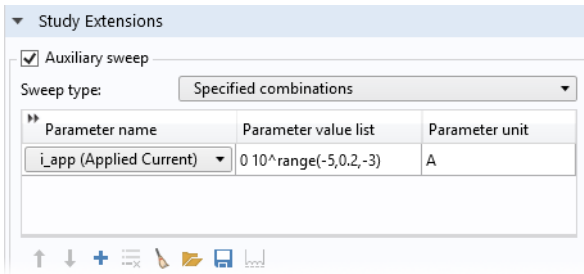 Study Extensions
Auxiliary sweep
Sweep type: Specified combinations
Parameter name Parameter value list Parameter unit
i_app (Applied Current) 0 10^range(-5,0.2,-3) A